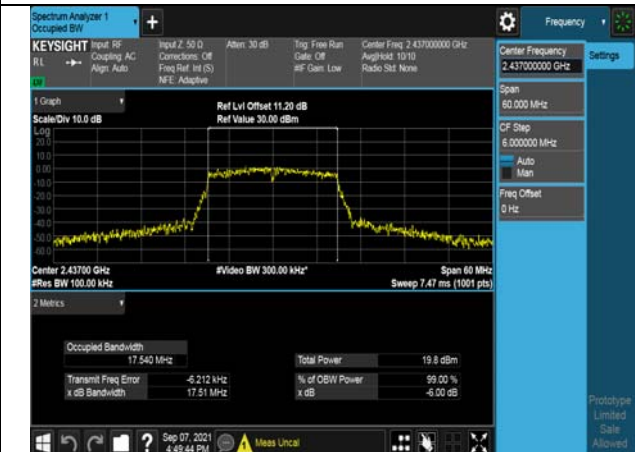 Spectrum Analyzer 1
Occupied BW
Frequency
KEYSIGHT
RL
Input: RF
Coupling: AC
Align: Auto
Input Z: 50 Ω
Corrections: Off
Freq Ref: Int (S)
NFE: Adaptive
Atten: 30 dB
Trig: Free Run
Gate: Off
#IF Gain: Low
Center Freq: 2.437000000 GHz
Avg|Hold: 10/10
Radio Std: None
Center Frequency
2.437000000 GHz
Settings
Span
60.000 MHz
CF Step
6.000000 MHz
Auto
Man
Freq Offset
0 Hz
1 Graph
Scale/Div 10.0 dB
Ref Lvl Offset 11.20 dB
Ref Value 30.00 dBm
Log
20.0
10.0
0.00
-10.0
-20.0
-30.0
-40.0
-50.0
-60.0
Center 2.43700 GHz
#Res BW 100.00 kHz
#Video BW 300.00 kHz*
Span 60 MHz
Sweep 7.47 ms (1001 pts)
2 Metrics
Occupied Bandwidth
17.540 MHz
Total Power 19.8 dBm
Transmit Freq Error -6.212 kHz
% of OBW Power 99.00 %
x dB Bandwidth 17.51 MHz
x dB -6.00 dB
Prototype
Limited
Sale
Allowed
Sep 07, 2021
4:49:44 PM
Meas Uncal